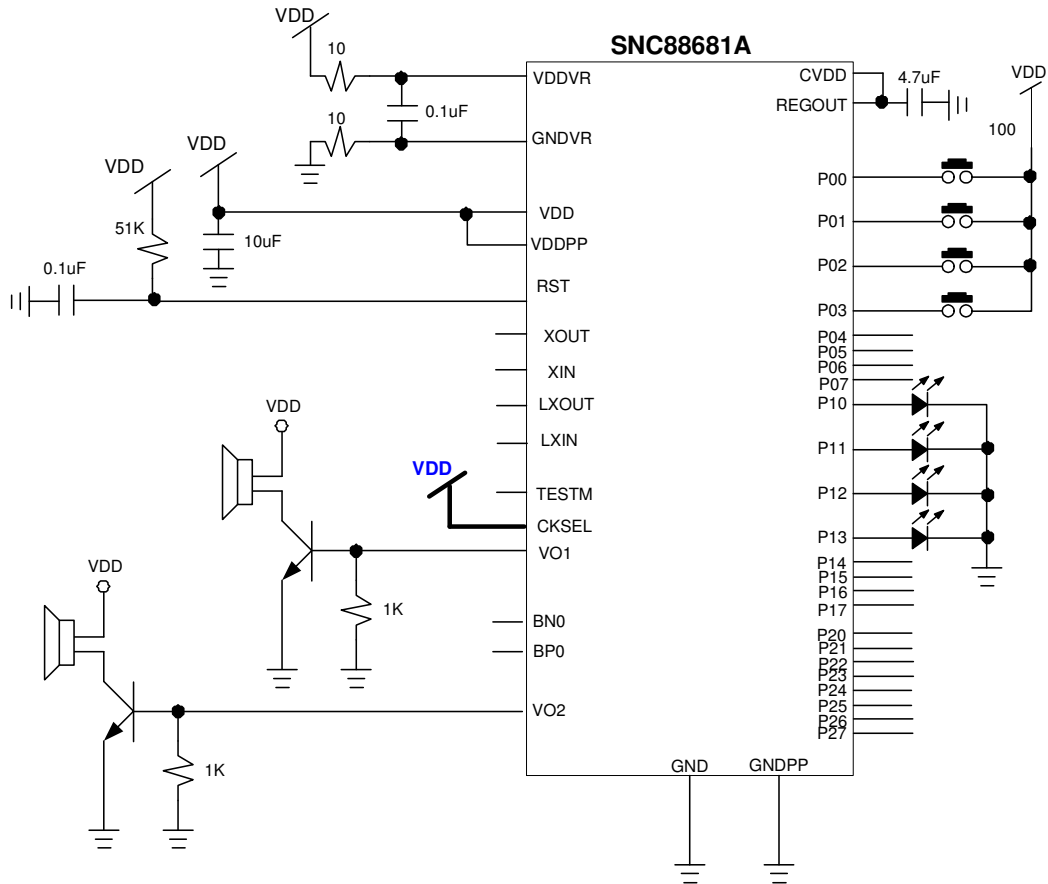 SNC88681A
VDD
10
VDDVR
0.1uF
10
GNDVR
VDD
VDD
51K
10uF
0.1uF
VDD
VDDPP
RST
XOUT
XIN
LXOUT
LXIN
VDD
TESTM
CKSEL
VDD
VO1
1K
BN0
BP0
VDD
VO2
1K
GND
GNDPP
CVDD
REGOUT
4.7uF
VDD
100
P00
P01
P02
P03
P04
P05
P06
P07
P10
P11
P12
P13
P14
P15
P16
P17
P20
P21
P22
P23
P24
P25
P26
P27